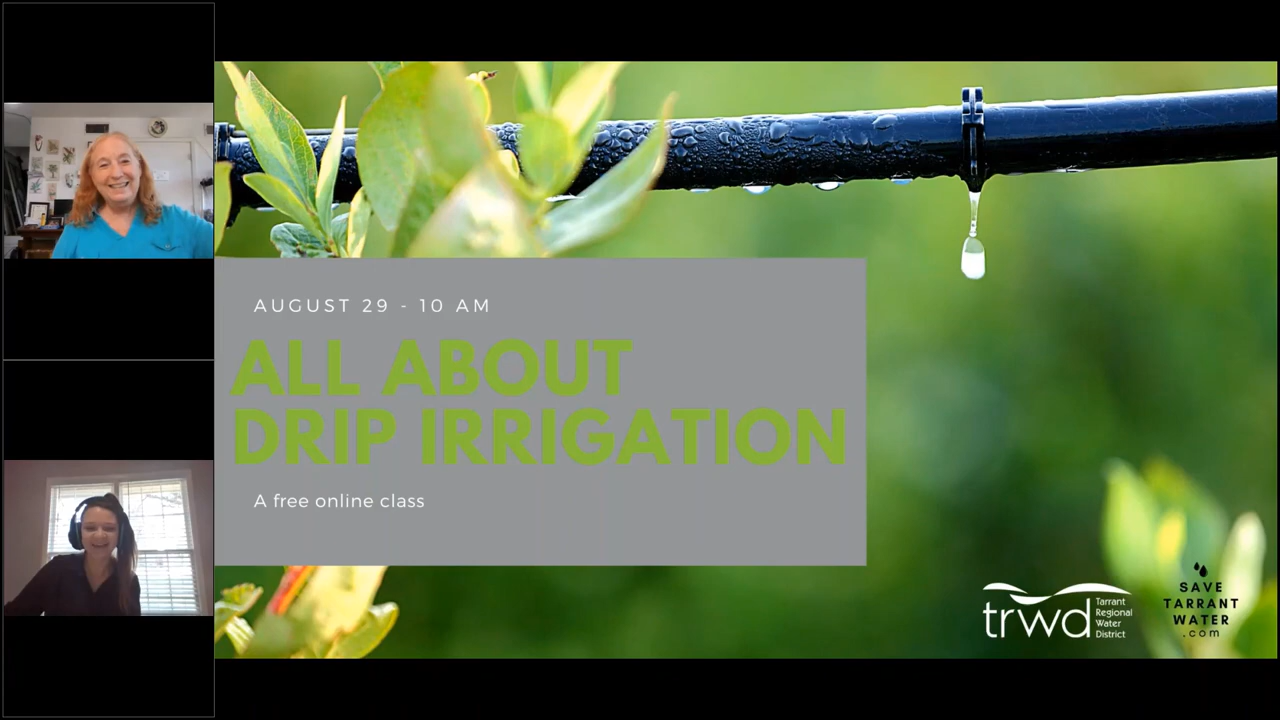 AUGUST 29 - 10 AM
ALL ABOUT
DRIP IRRIGATION
A free online class
trwd
Tarrant
Regional
Water
District
SAVE
TARRANT
WATER
.com